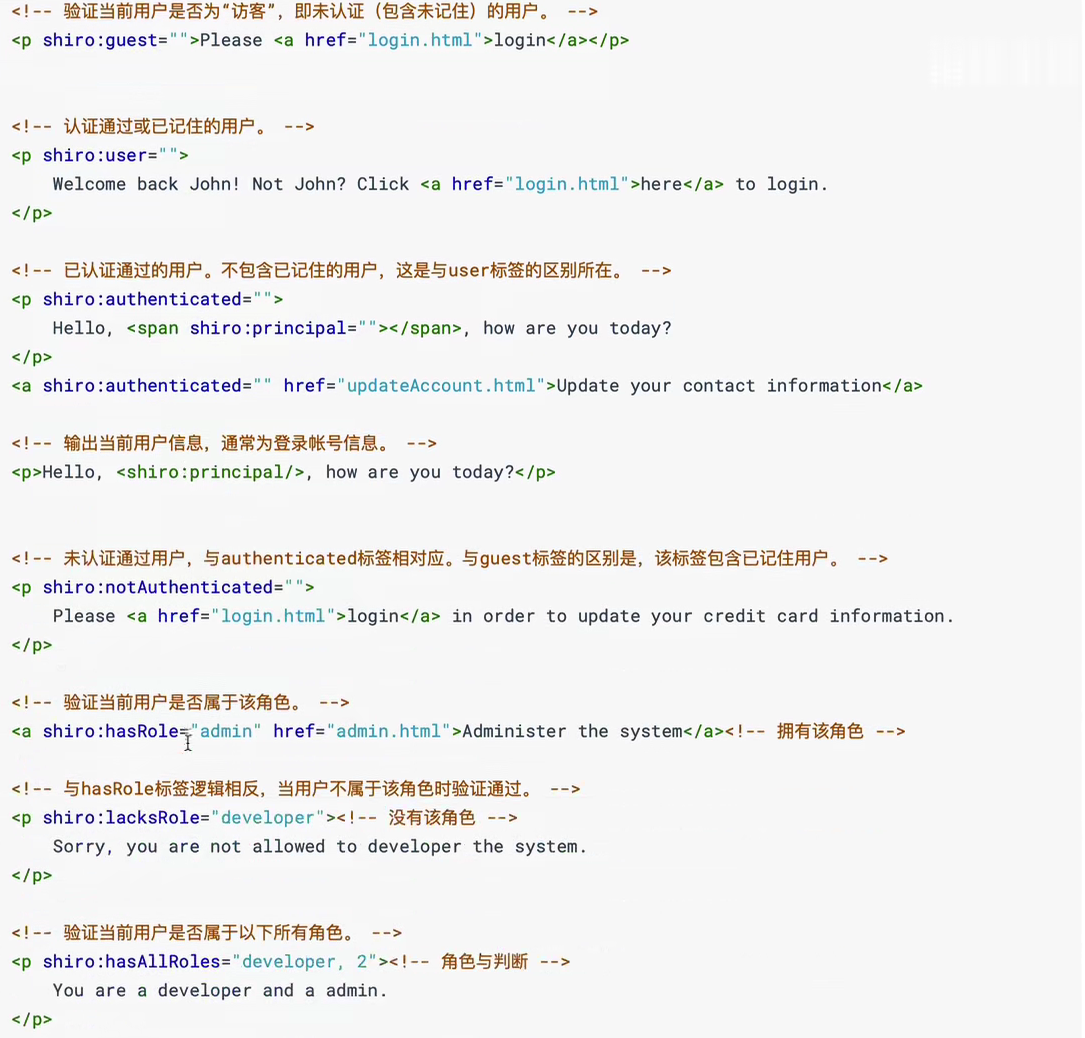 <!-- 验证当前用户是否为“访客”，即未认证（包含未记住）的用户。 -->
<p shiro:guest="">Please <a href="login.html">login</a></p>
<!-- 认证通过或已记住的用户。 -->
<p shiro:user="">
    Welcome back John! Not John? Click <a href="login.html">here</a> to login.
</p>
<!-- 已认证通过的用户。不包含已记住的用户，这是与user标签的区别所在。 -->
<p shiro:authenticated="">
    Hello, <span shiro:principal=""></span>, how are you today?
</p>
<a shiro:authenticated="" href="updateAccount.html">Update your contact information</a>
<!-- 输出当前用户信息，通常为登录帐号信息。 -->
<p>Hello, <shiro:principal/>, how are you today?</p>
<!-- 未认证通过用户，与authenticated标签相对应。与guest标签的区别是，该标签包含已记住用户。 -->
<p shiro:notAuthenticated="">
    Please <a href="login.html">login</a> in order to update your credit card information.
</p>
<!-- 验证当前用户是否属于该角色。 -->
<a shiro:hasRole="admin" href="admin.html">Administer the system</a><!-- 拥有该角色 -->
<!-- 与hasRole标签逻辑相反，当用户不属于该角色时验证通过。 -->
<p shiro:lacksRole="developer"><!-- 没有该角色 -->
    Sorry, you are not allowed to developer the system.
</p>
<!-- 验证当前用户是否属于以下所有角色。 -->
<p shiro:hasAllRoles="developer, 2"><!-- 角色与判断 -->
    You are a developer and a admin.
</p>